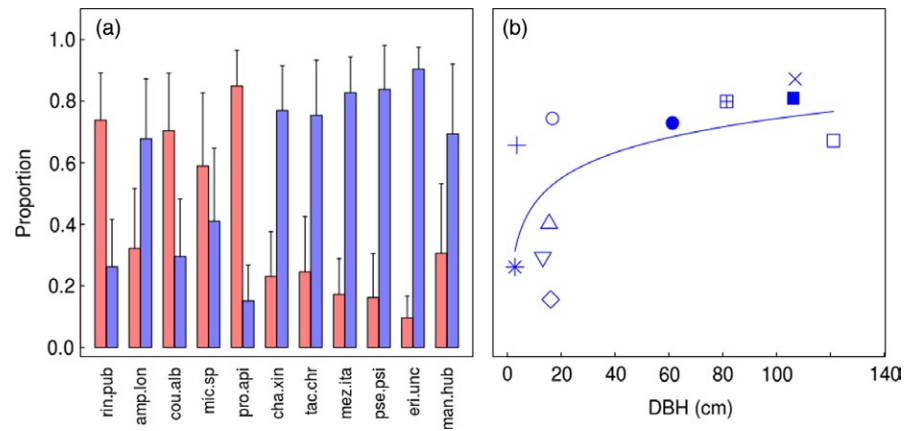 (a)
(b)
1.0
0.8
0.6
0.4
0.2
0.0
Proportion
rin.pub
amp.lon
cou.alb
mic.sp
pro.api
cha.xin
tac.chr
mez.ita
pse.psi
eri.unc
man.hub
0 20 40 60 80 100 120 140
DBH (cm)